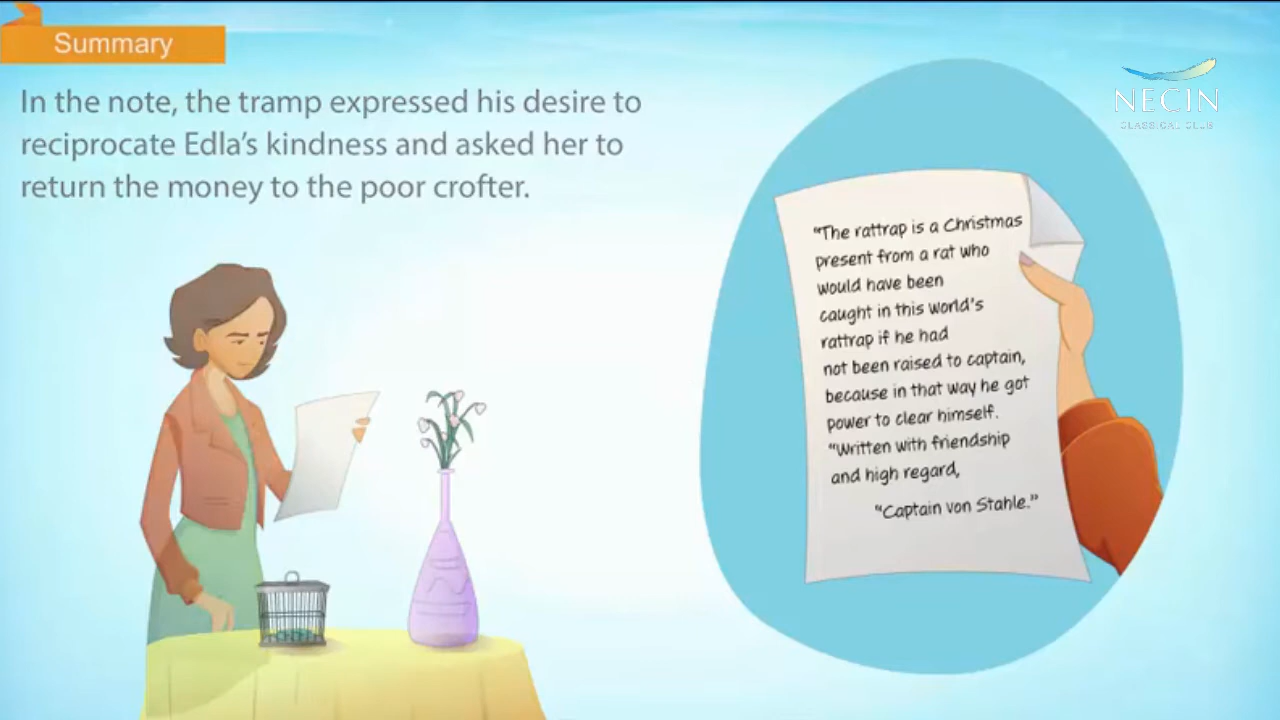 Summary
In the note, the tramp expressed his desire to
reciprocate Edla's kindness and asked her to
return the money to the poor crofter.
NECIN
CLASSICAL CLUB
"The rattrap is a Christmas
present from a rat who
would have been
caught in this world's
rattrap if he had
not been raised to captain,
because in that way he got
power to clear himself.
"Written with friendship
and high regard,
"Captain von Stahle."